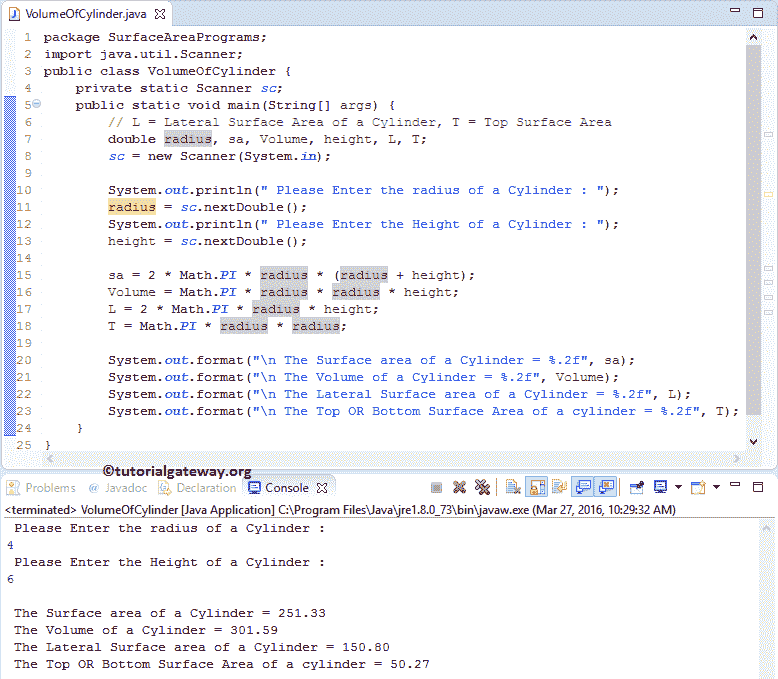 VolumeOfCylinder.java
1 package SurfaceAreaPrograms;
2 import java.util.Scanner;
3 public class VolumeOfCylinder {
4     private static Scanner sc;
5     public static void main(String[] args) {
6         // L = Lateral Surface Area of a Cylinder, T = Top Surface Area
7         double radius, sa, Volume, height, L, T;
8         sc = new Scanner(System.in);
9
10         System.out.println(" Please Enter the radius of a Cylinder : ");
11         radius = sc.nextDouble();
12         System.out.println(" Please Enter the Height of a Cylinder : ");
13         height = sc.nextDouble();
14
15         sa = 2 * Math.PI * radius * (radius + height);
16         Volume = Math.PI * radius * radius * height;
17         L = 2 * Math.PI * radius * height;
18         T = Math.PI * radius * radius;
19
20         System.out.format("\n The Surface area of a Cylinder = %.2f", sa);
21         System.out.format("\n The Volume of a Cylinder = %.2f", Volume);
22         System.out.format("\n The Lateral Surface area of a Cylinder = %.2f", L);
23         System.out.format("\n The Top OR Bottom Surface Area of a cylinder = %.2f", T);
24     }
25 }
©tutorialgateway.org
Problems @ Javadoc Declaration Console
<terminated> VolumeOfCylinder [Java Application] C:\Program Files\Java\jre1.8.0_73\bin\javaw.exe (Mar 27, 2016, 10:29:32 AM)
Please Enter the radius of a Cylinder :
4
Please Enter the Height of a Cylinder :
6
The Surface area of a Cylinder = 251.33
The Volume of a Cylinder = 301.59
The Lateral Surface area of a Cylinder = 150.80
The Top OR Bottom Surface Area of a cylinder = 50.27